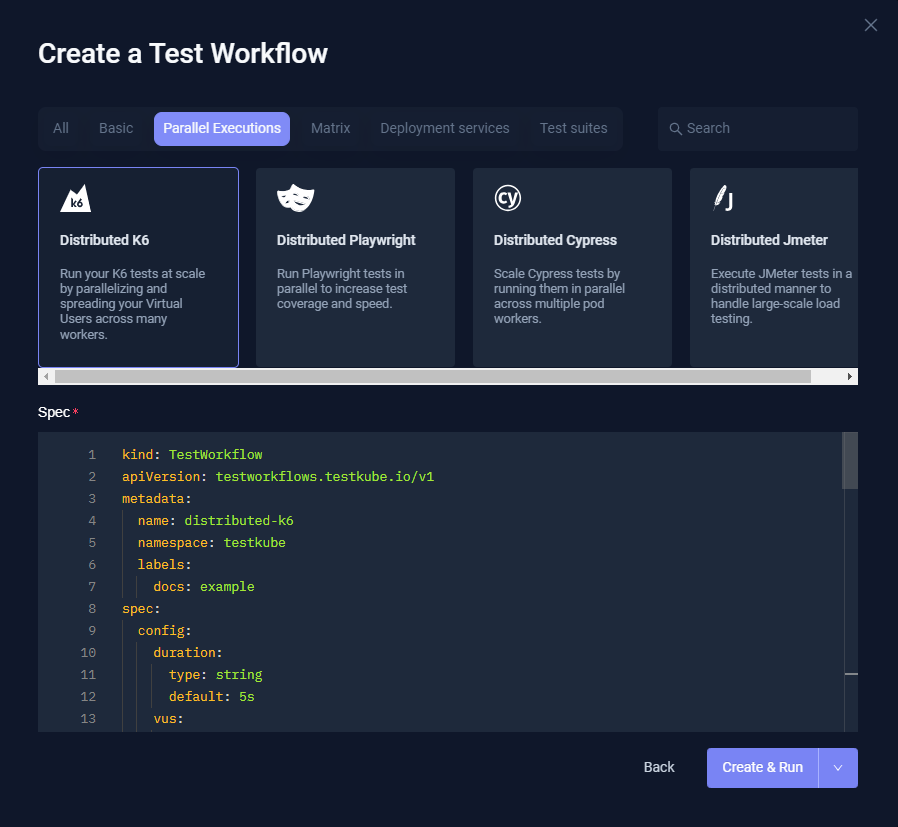 Create a Test Workflow
All Basic Parallel Executions Matrix Deployment services Test suites Search
k6
Distributed K6
Run your K6 tests at scale
by parallelizing and
spreading your Virtual
Users across many
workers.
Distributed Playwright
Run Playwright tests in
parallel to increase test
coverage and speed.
cy
Distributed Cypress
Scale Cypress tests by
running them in parallel
across multiple pod
workers.
J
Distributed Jmeter
Execute JMeter tests in a
distributed manner to
handle large-scale load
testing.
Spec*
1 kind: TestWorkflow
2 apiVersion: testworkflows.testkube.io/v1
3 metadata:
4 name: distributed-k6
5 namespace: testkube
6 labels:
7 docs: example
8 spec:
9 config:
10 duration:
11 type: string
12 default: 5s
13 vus:
Back Create & Run